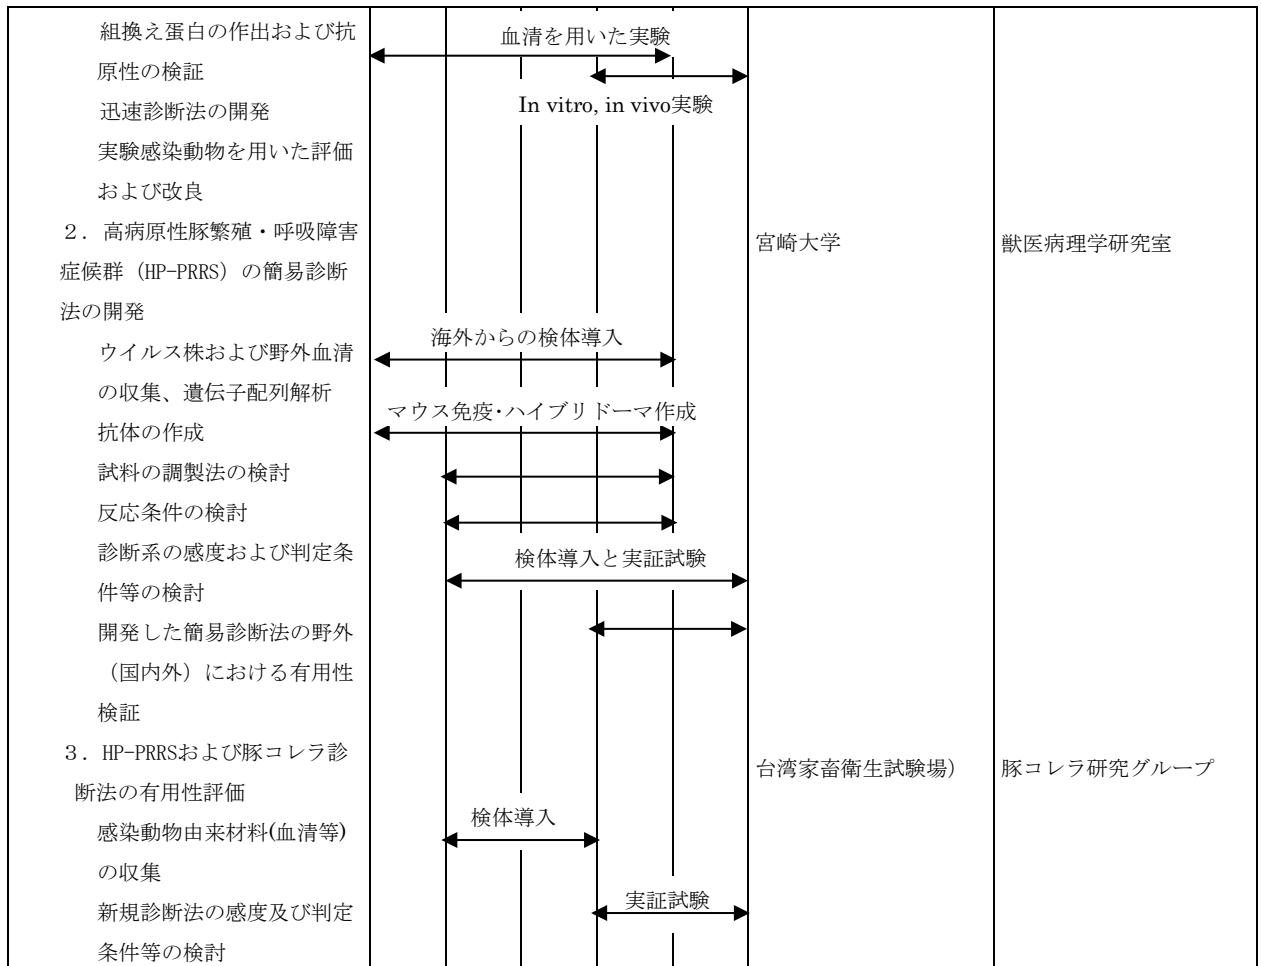 組換え蛋白の作出および抗
原性の検証
血清を用いた実験
迅速診断法の開発
In vitro, in vivo実験
実験感染動物を用いた評価
および改良
２．高病原性豚繁殖・呼吸障害
症候群（HP-PRRS）の簡易診断
法の開発
宮崎大学
獣医病理学研究室
海外からの検体導入
ウイルス株および野外血清
の収集、遺伝子配列解析
マウス免疫･ハイブリドーマ作成
抗体の作成
試料の調製法の検討
反応条件の検討
診断系の感度および判定条
件等の検討
検体導入と実証試験
開発した簡易診断法の野外
（国内外）における有用性
検証
３．HP-PRRSおよび豚コレラ診
断法の有用性評価
台湾家畜衛生試験場）
豚コレラ研究グループ
検体導入
感染動物由来材料(血清等)
の収集
実証試験
新規診断法の感度及び判定
条件等の検討